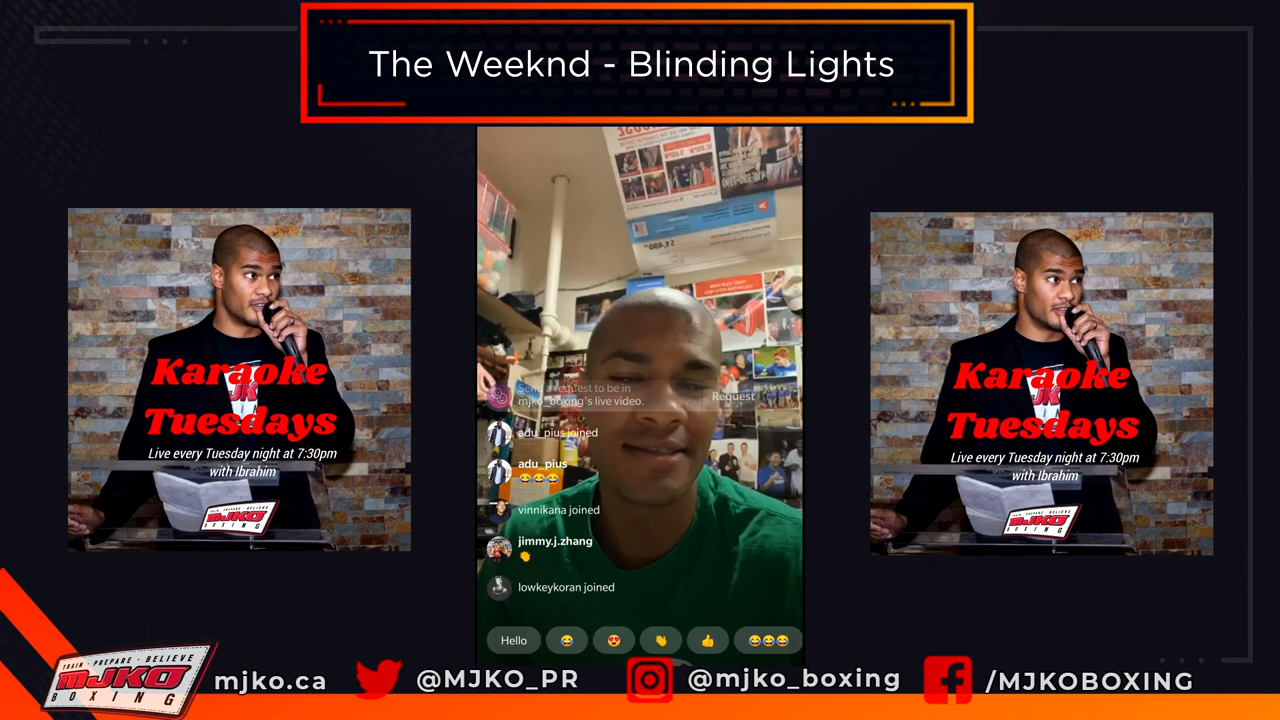 The Weeknd - Blinding Lights
$1,400
Karaoke
Tuesdays
Live every Tuesday night at 7:30pm
with Ibrahim
MJKO
BOXING
Send a request to be in
mjko_boxing's live video.
Request
adu_pius joined
adu_pius
😂😂😂
vinnikana joined
jimmy.j.zhang
👏
lowkeykoran joined
Hello 😂 😍 👏 👍 😂😂😂
Karaoke
Tuesdays
Live every Tuesday night at 7:30pm
with Ibrahim
MJKO
BOXING
TRAIN · PREPARE · BELIEVE
MJKO
BOXING
mjko.ca @MJKO_PR @mjko_boxing /MJKOBOXING